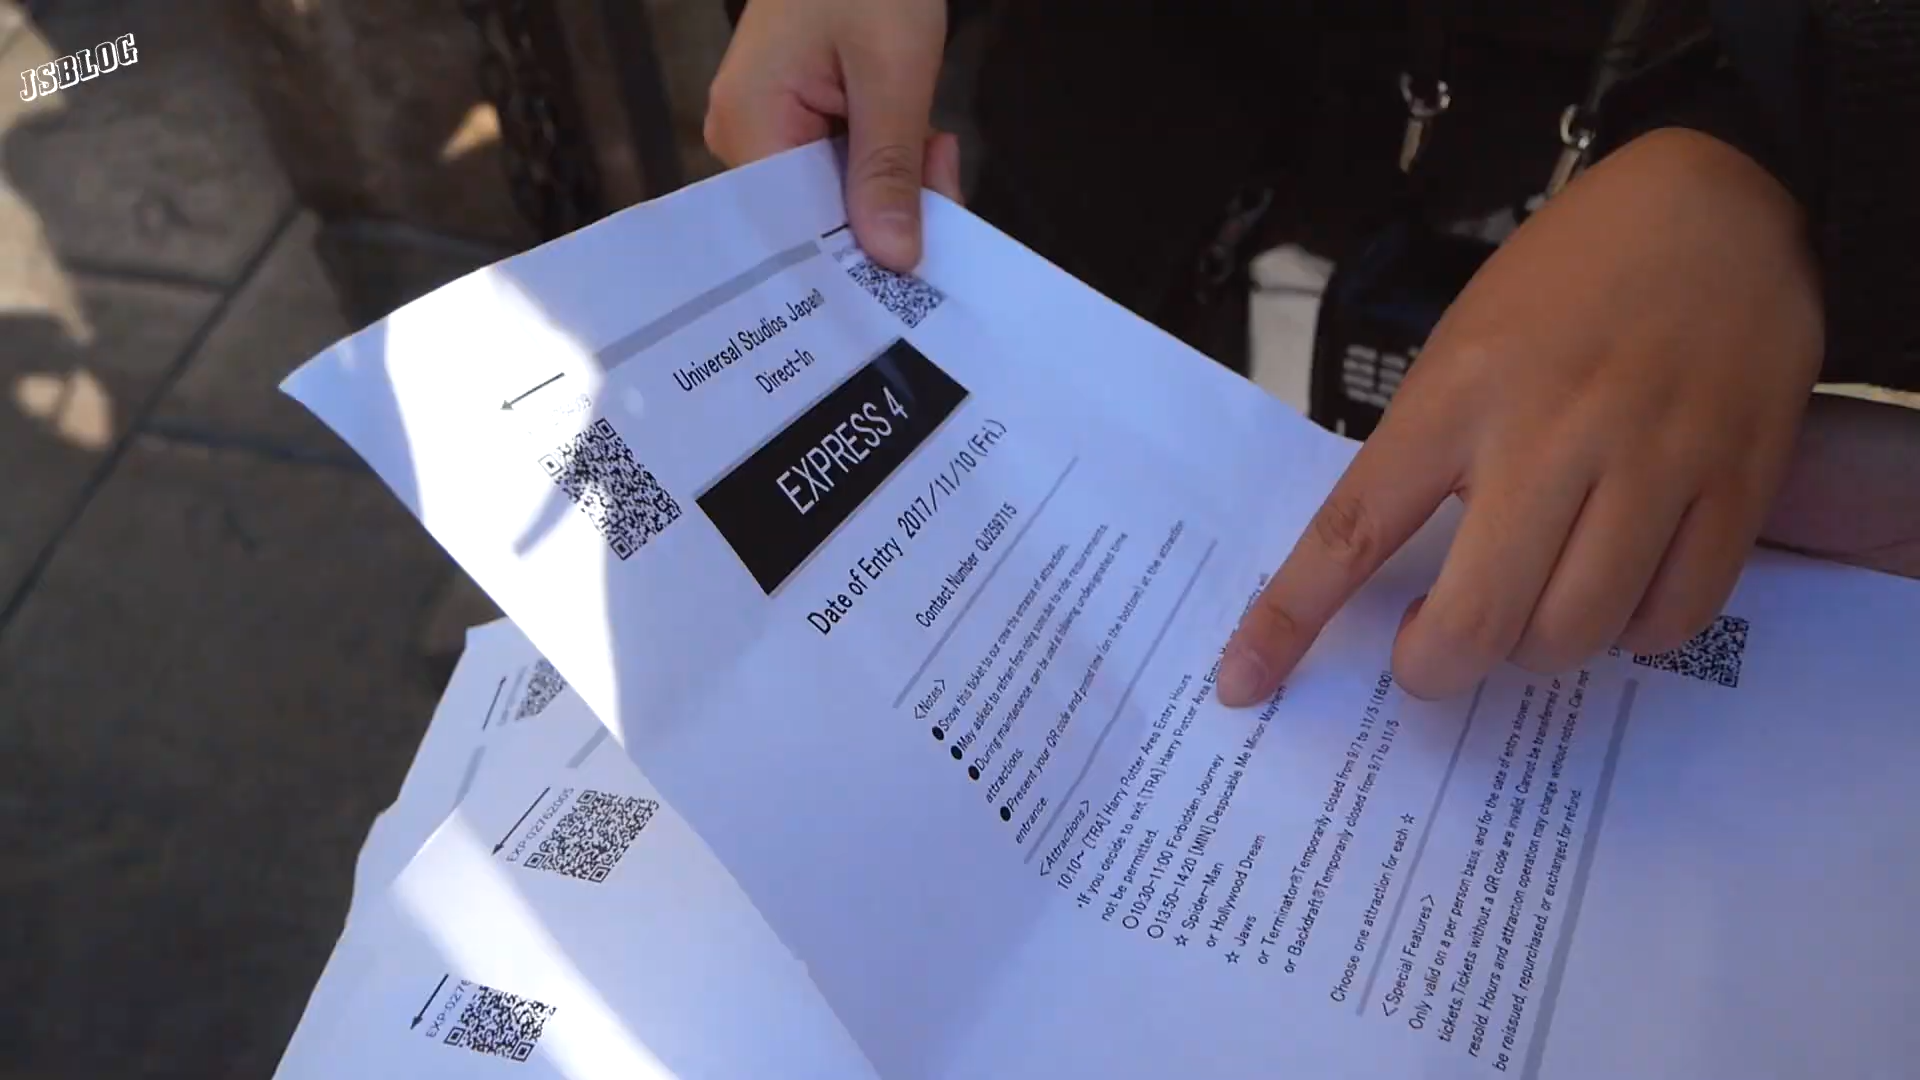 JSBLOG
Universal Studios Japan®
Direct-In
EXPRESS 4
Date of Entry 2017/11/10 (Fri.)
Contact Number QJ259715
<Notes>
●Show this ticket to our crew the entrance of attraction.
●May asked to refrain from riding some due to ride requirements.
●During maintenance, can be used at following undesignated time
attractions.
●Present your QR code and printed time (on the bottom) at the attraction
entrance.
<Attractions>
10:10~ [TRA] Harry Potter Area Entry Hours
・If you decide to exit [TRA] Harry Potter Area Entry
not be permitted.
○10:30-11:00 Forbidden Journey
○13:50-14:20 [MIN] Despicable Me Minion Mayhem
☆ Spider-Man
or Hollywood Dream
☆ Jaws
or Terminator®Temporarily closed from 9/7 to 11/5 (16:00)
or Backdraft®Temporarily closed from 9/7 to 11/5
Choose one attraction for each ☆
<Special Features>
Only valid on a per person basis, and for the date of entry shown on
tickets. Tickets without a QR code are invalid. Cannot be transferred or
resold. Hours and attraction operation may change without notice. Can not
be reissued, repurchased, or exchanged for refund.
EXP-02762005
EXP-0276